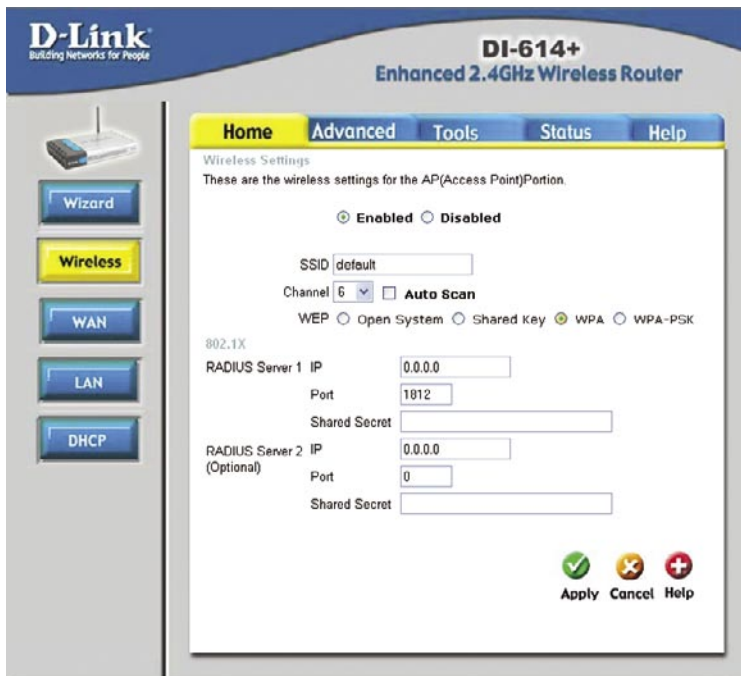 D-Link
Building Networks for People
DI-614+
Enhanced 2.4GHz Wireless Router
Home Advanced Tools Status Help
Wizard
Wireless
WAN
LAN
DHCP
Wireless Settings
These are the wireless settings for the AP(Access Point)Portion.
Enabled Disabled
SSID default
Channel 6 Auto Scan
WEP Open System Shared Key WPA WPA-PSK
802.1X
RADIUS Server 1 IP 0.0.0.0
Port 1812
Shared Secret
RADIUS Server 2 IP 0.0.0.0
(Optional)
Port 0
Shared Secret
Apply Cancel Help